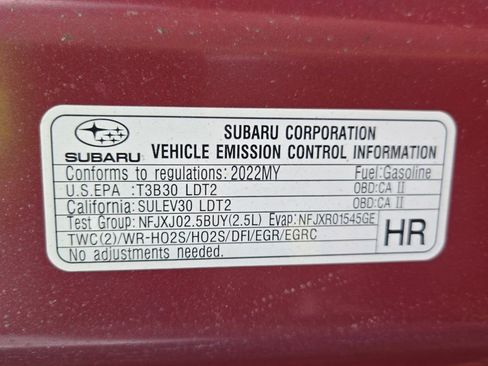 SUBARU CORPORATION
SUBARU VEHICLE EMISSION CONTROL INFORMATION
Conforms to regulations: 2022MY Fuel:Gasoline
U.S.EPA :T3B30 LDT2 OBD:CA II
California: SULEV30 LDT2 OBD:CA II
Test Group: NFJXJ02.5BUY(2.5L) Evap: NFJXR01545GE
TWC(2)/WR-HO2S/HO2S/DFI/EGR/EGRC HR
No adjustments needed.